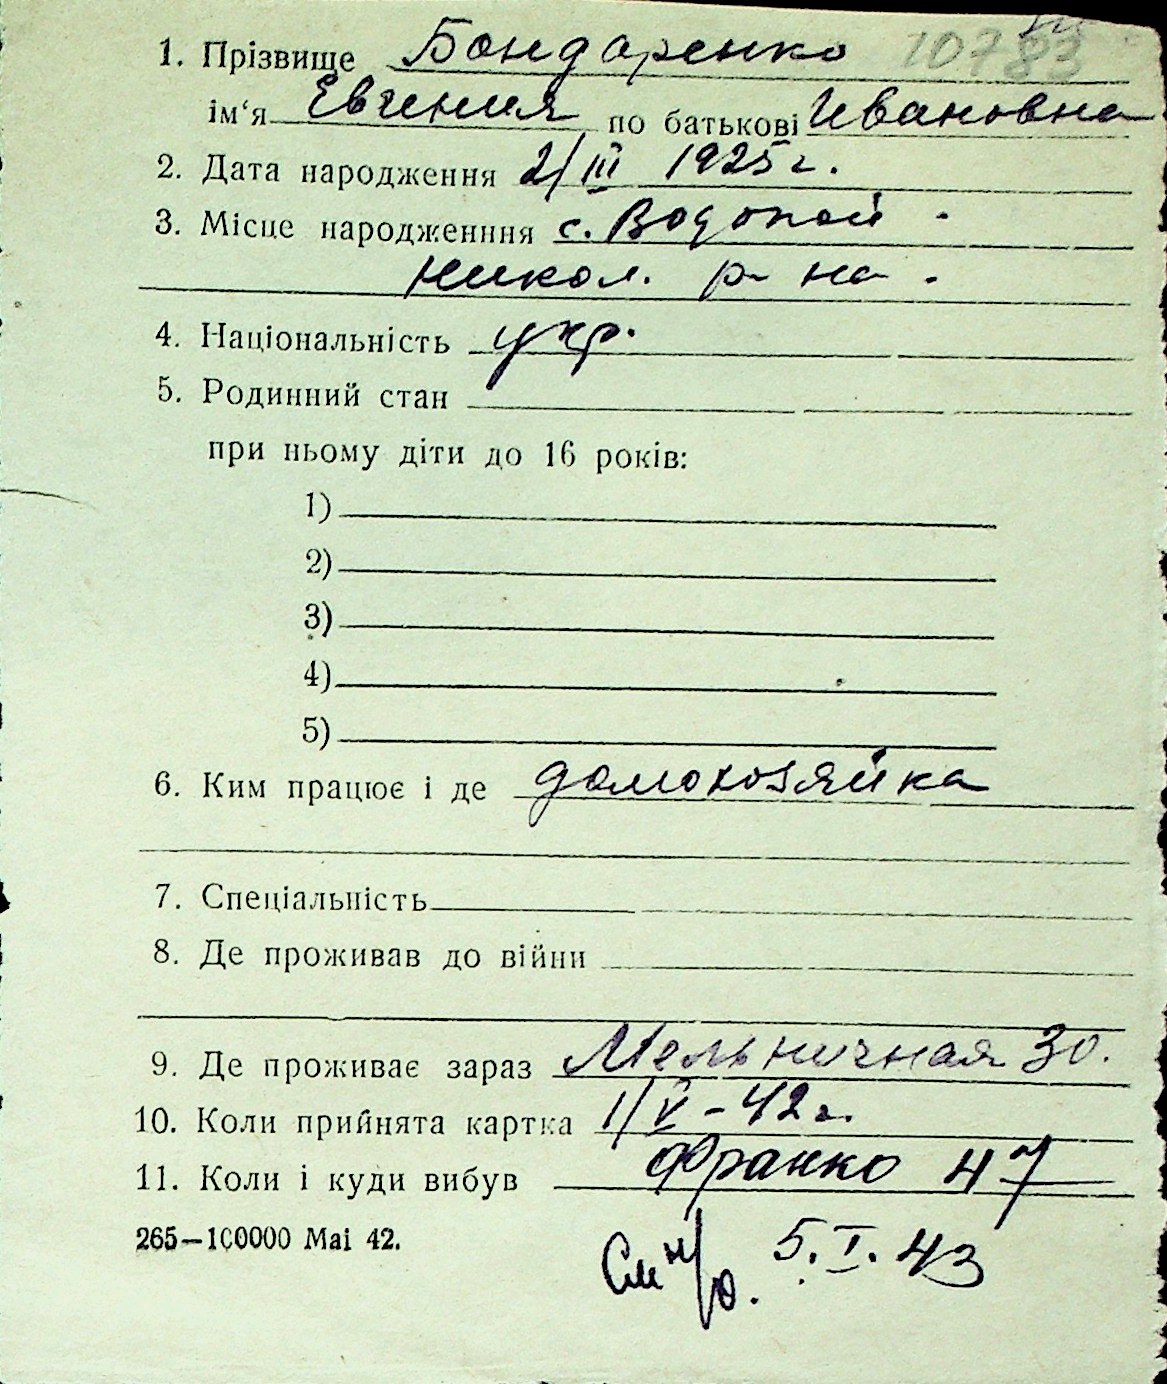 1. Прізвище Бондаренко 10783
ім‘я Евгения по батькові Ивановна
2. Дата народження 2/III 1925 г.
3. Місце народженння с. Водопой
никол. р-на.
4. Національність укр.
5. Родинний стан
при ньому діти до 16 років:
1)
2)
3)
4)
5)
6. Ким працює і де домохозяйка
7. Спеціальність
8. Де проживав до війни
9. Де проживає зараз Мельничная 30.
10. Коли прийнята картка 1/V – 42 г.
11. Коли і куди вибув Франко 47
265—100000 Mai 42.
См н/о. 5. I. 43